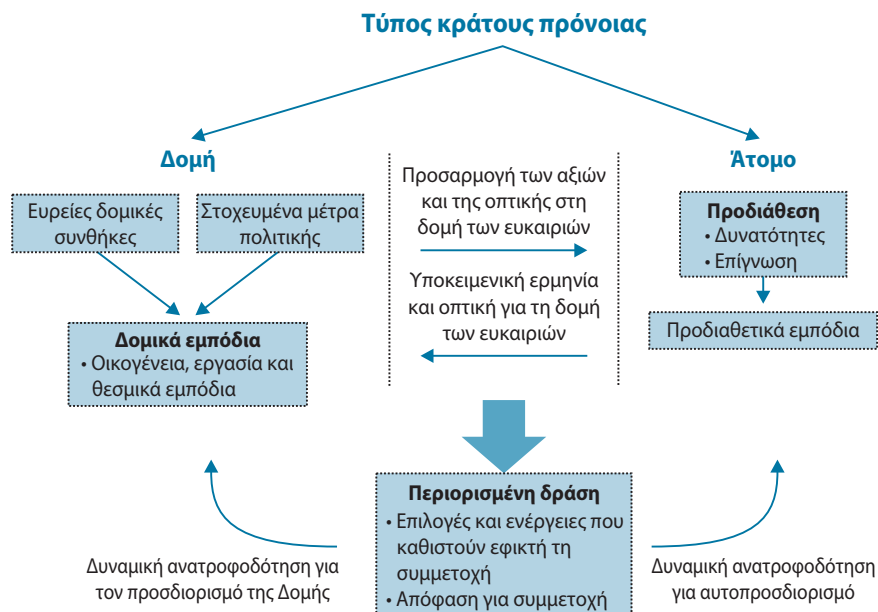 Τύπος κράτους πρόνοιας
Δομή
Άτομο
Ευρείες δομικές
συνθήκες
Στοχευμένα μέτρα
πολιτικής
Προσαρμογή των αξιών
και της οπτικής στη
δομή των ευκαιριών
Υποκειμενική ερμηνία
και οπτική για τη δομή
των ευκαιριών
Προδιάθεση
• Δυνατότητες
• Επίγνωση
Δομικά εμπόδια
• Οικογένεια, εργασία και
θεσμικά εμπόδια
Προδιαθετικά εμπόδια
Περιορισμένη δράση
• Επιλογές και ενέργειες που
καθιστούν εφικτή τη
συμμετοχή
• Απόφαση για συμμετοχή
Δυναμική ανατροφοδότηση για
τον προσδιορισμό της Δομής
Δυναμική ανατροφοδότηση
για αυτοπροσδιορισμό